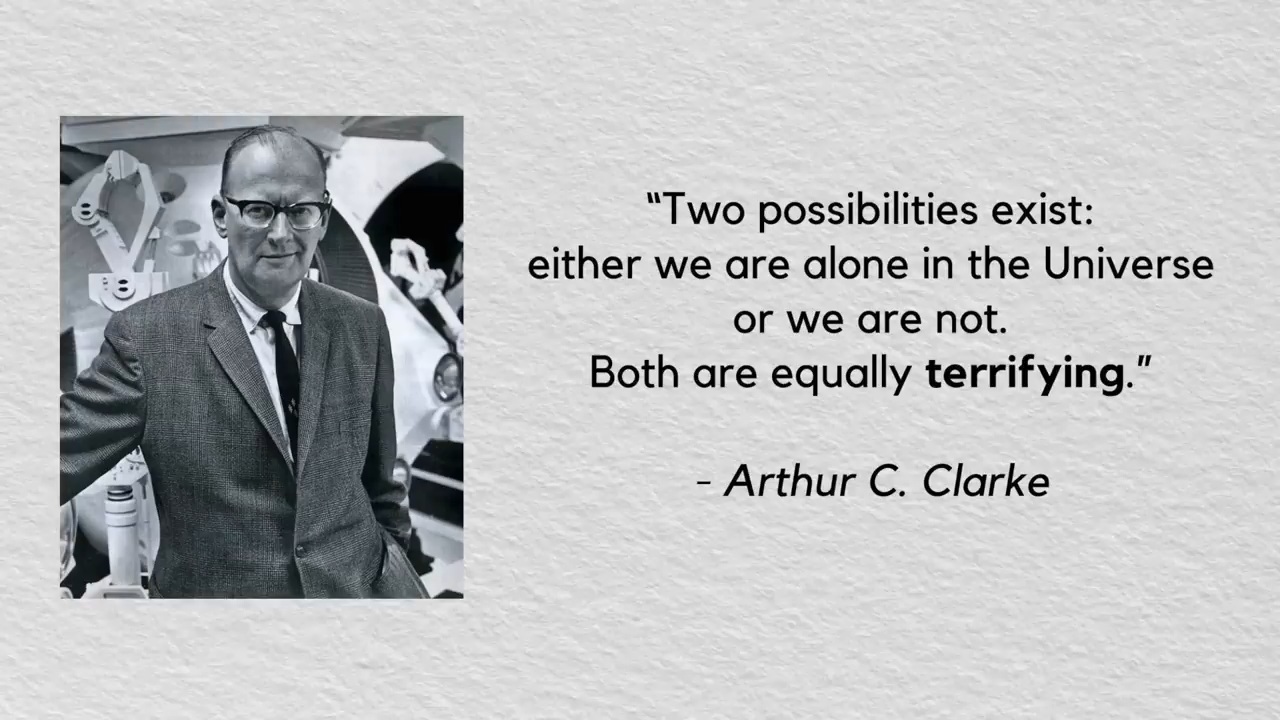 “Two possibilities exist:
either we are alone in the Universe
or we are not.
Both are equally terrifying.”
- Arthur C. Clarke